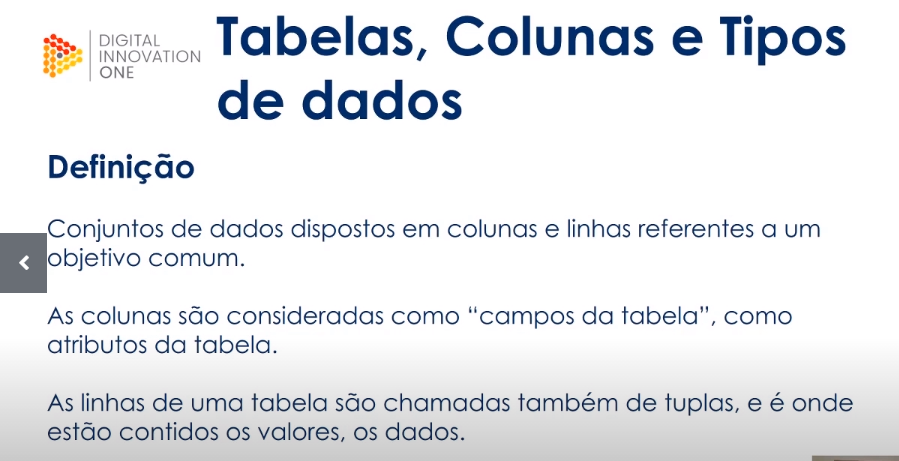 DIGITAL
INNOVATION
ONE
Tabelas, Colunas e Tipos
de dados
Definição
Conjuntos de dados dispostos em colunas e linhas referentes a um
objetivo comum.
As colunas são consideradas como “campos da tabela”, como
atributos da tabela.
As linhas de uma tabela são chamadas também de tuplas, e é onde
estão contidos os valores, os dados.